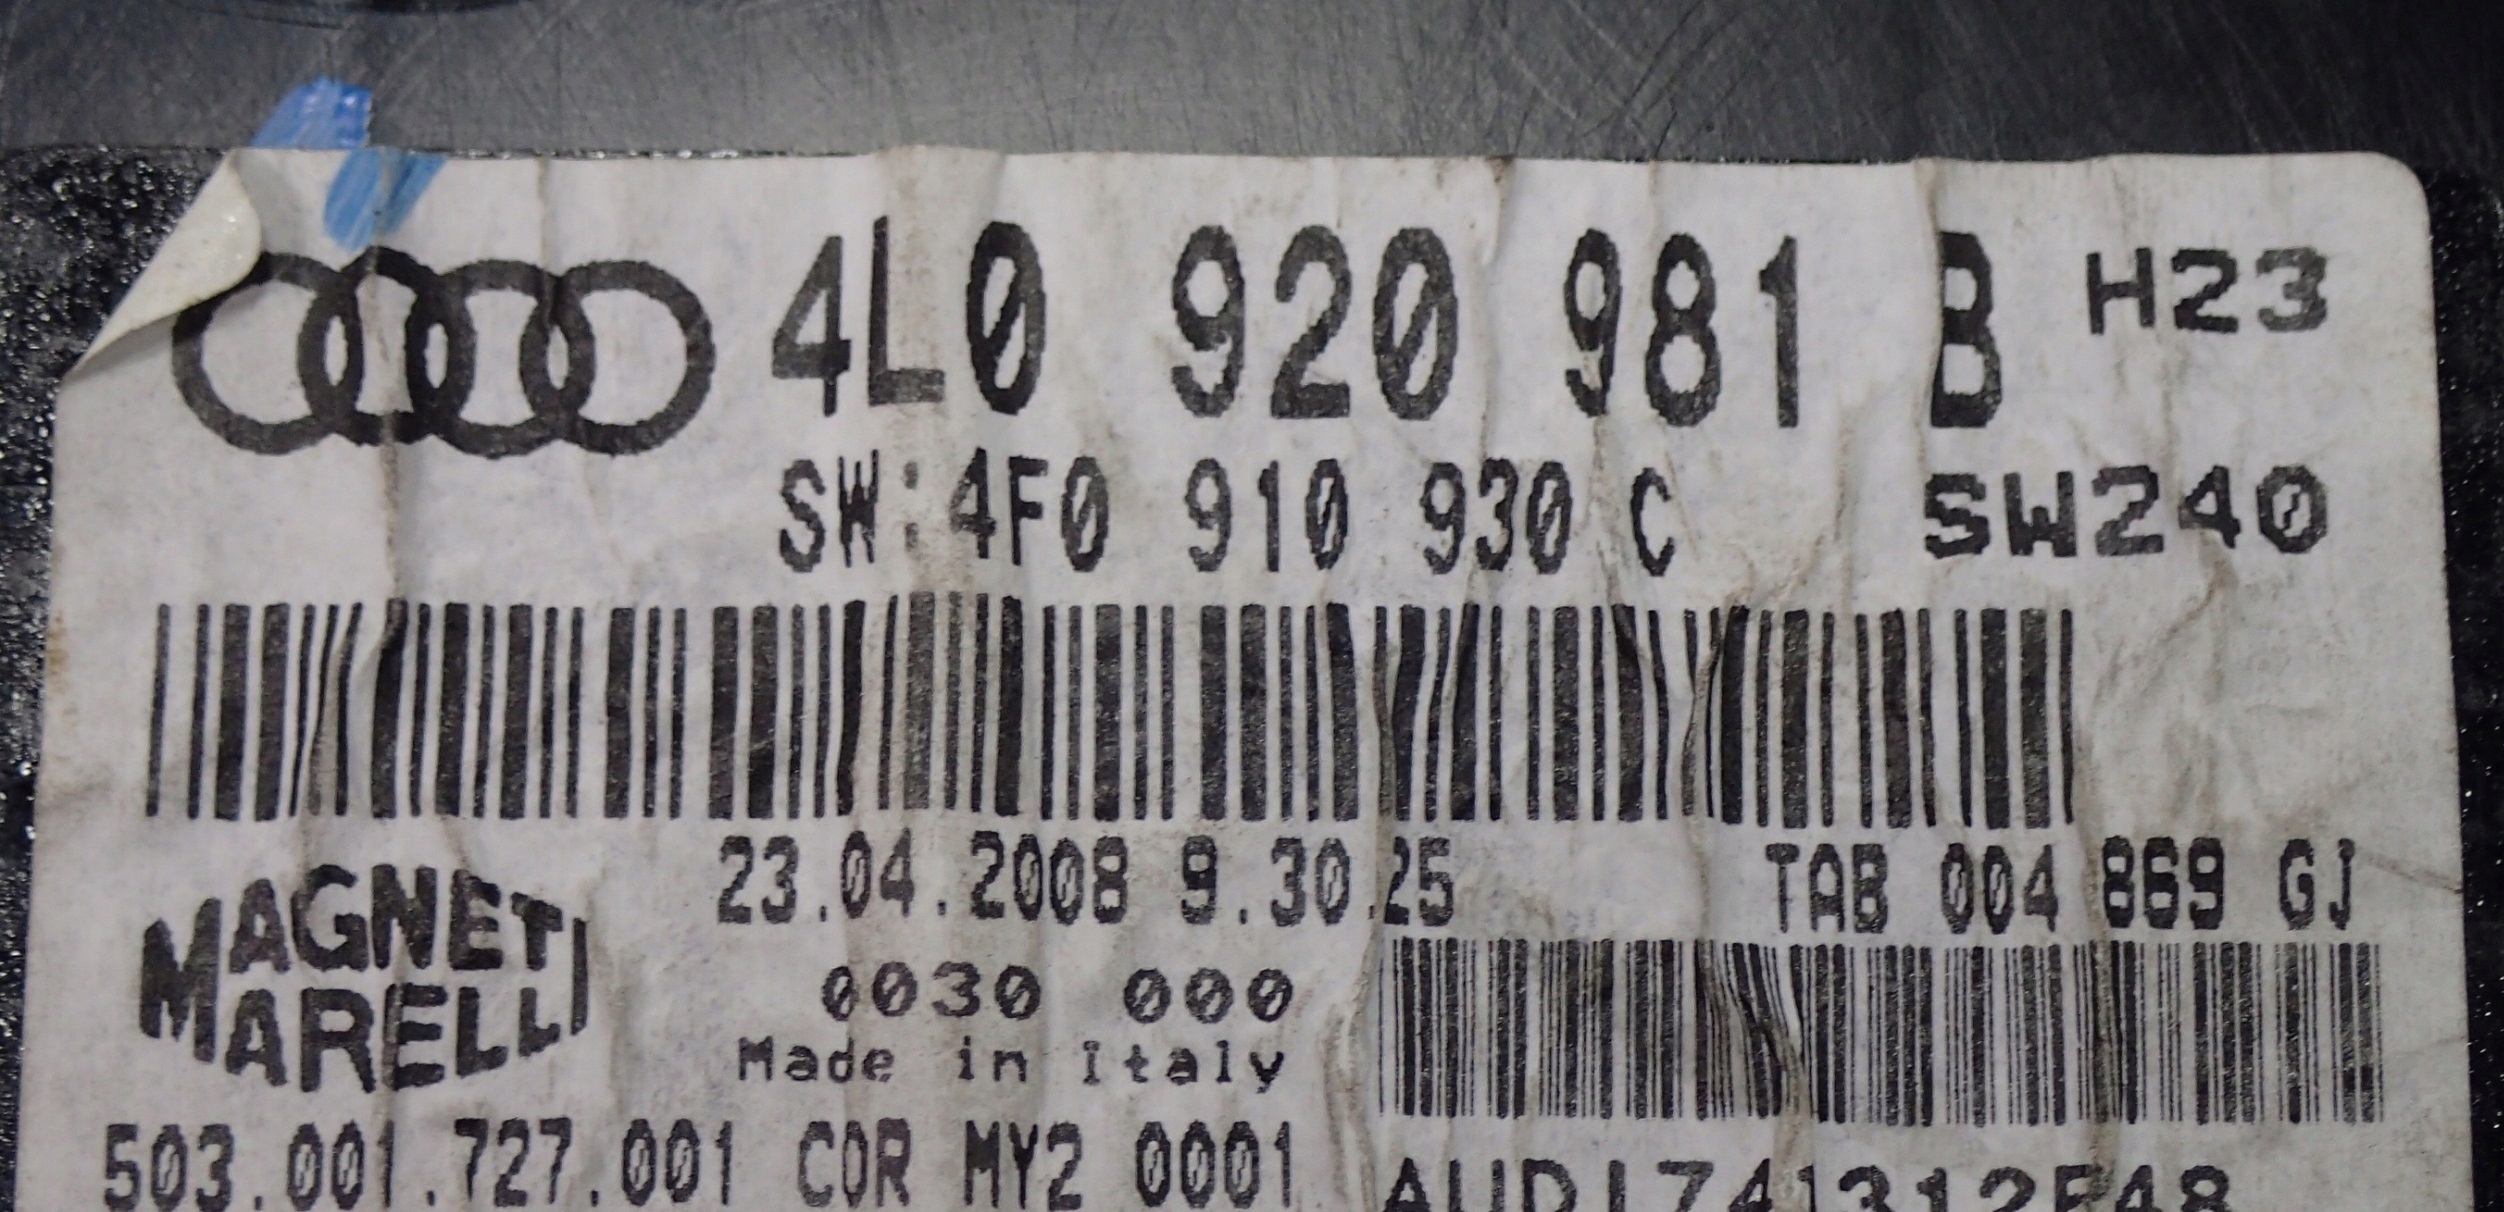 4L0 920 981 B H23
SW:4F0 910 930 C SW240
23.04.2008 9.30.25 TAB 004 869 GJ
MAGNETI
MARELLI
0030 000
Made in Italy
503.001.727.001 COR MY2 0001